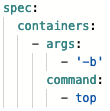 spec:
  containers:
    - args:
        - '-b'
      command:
        - top